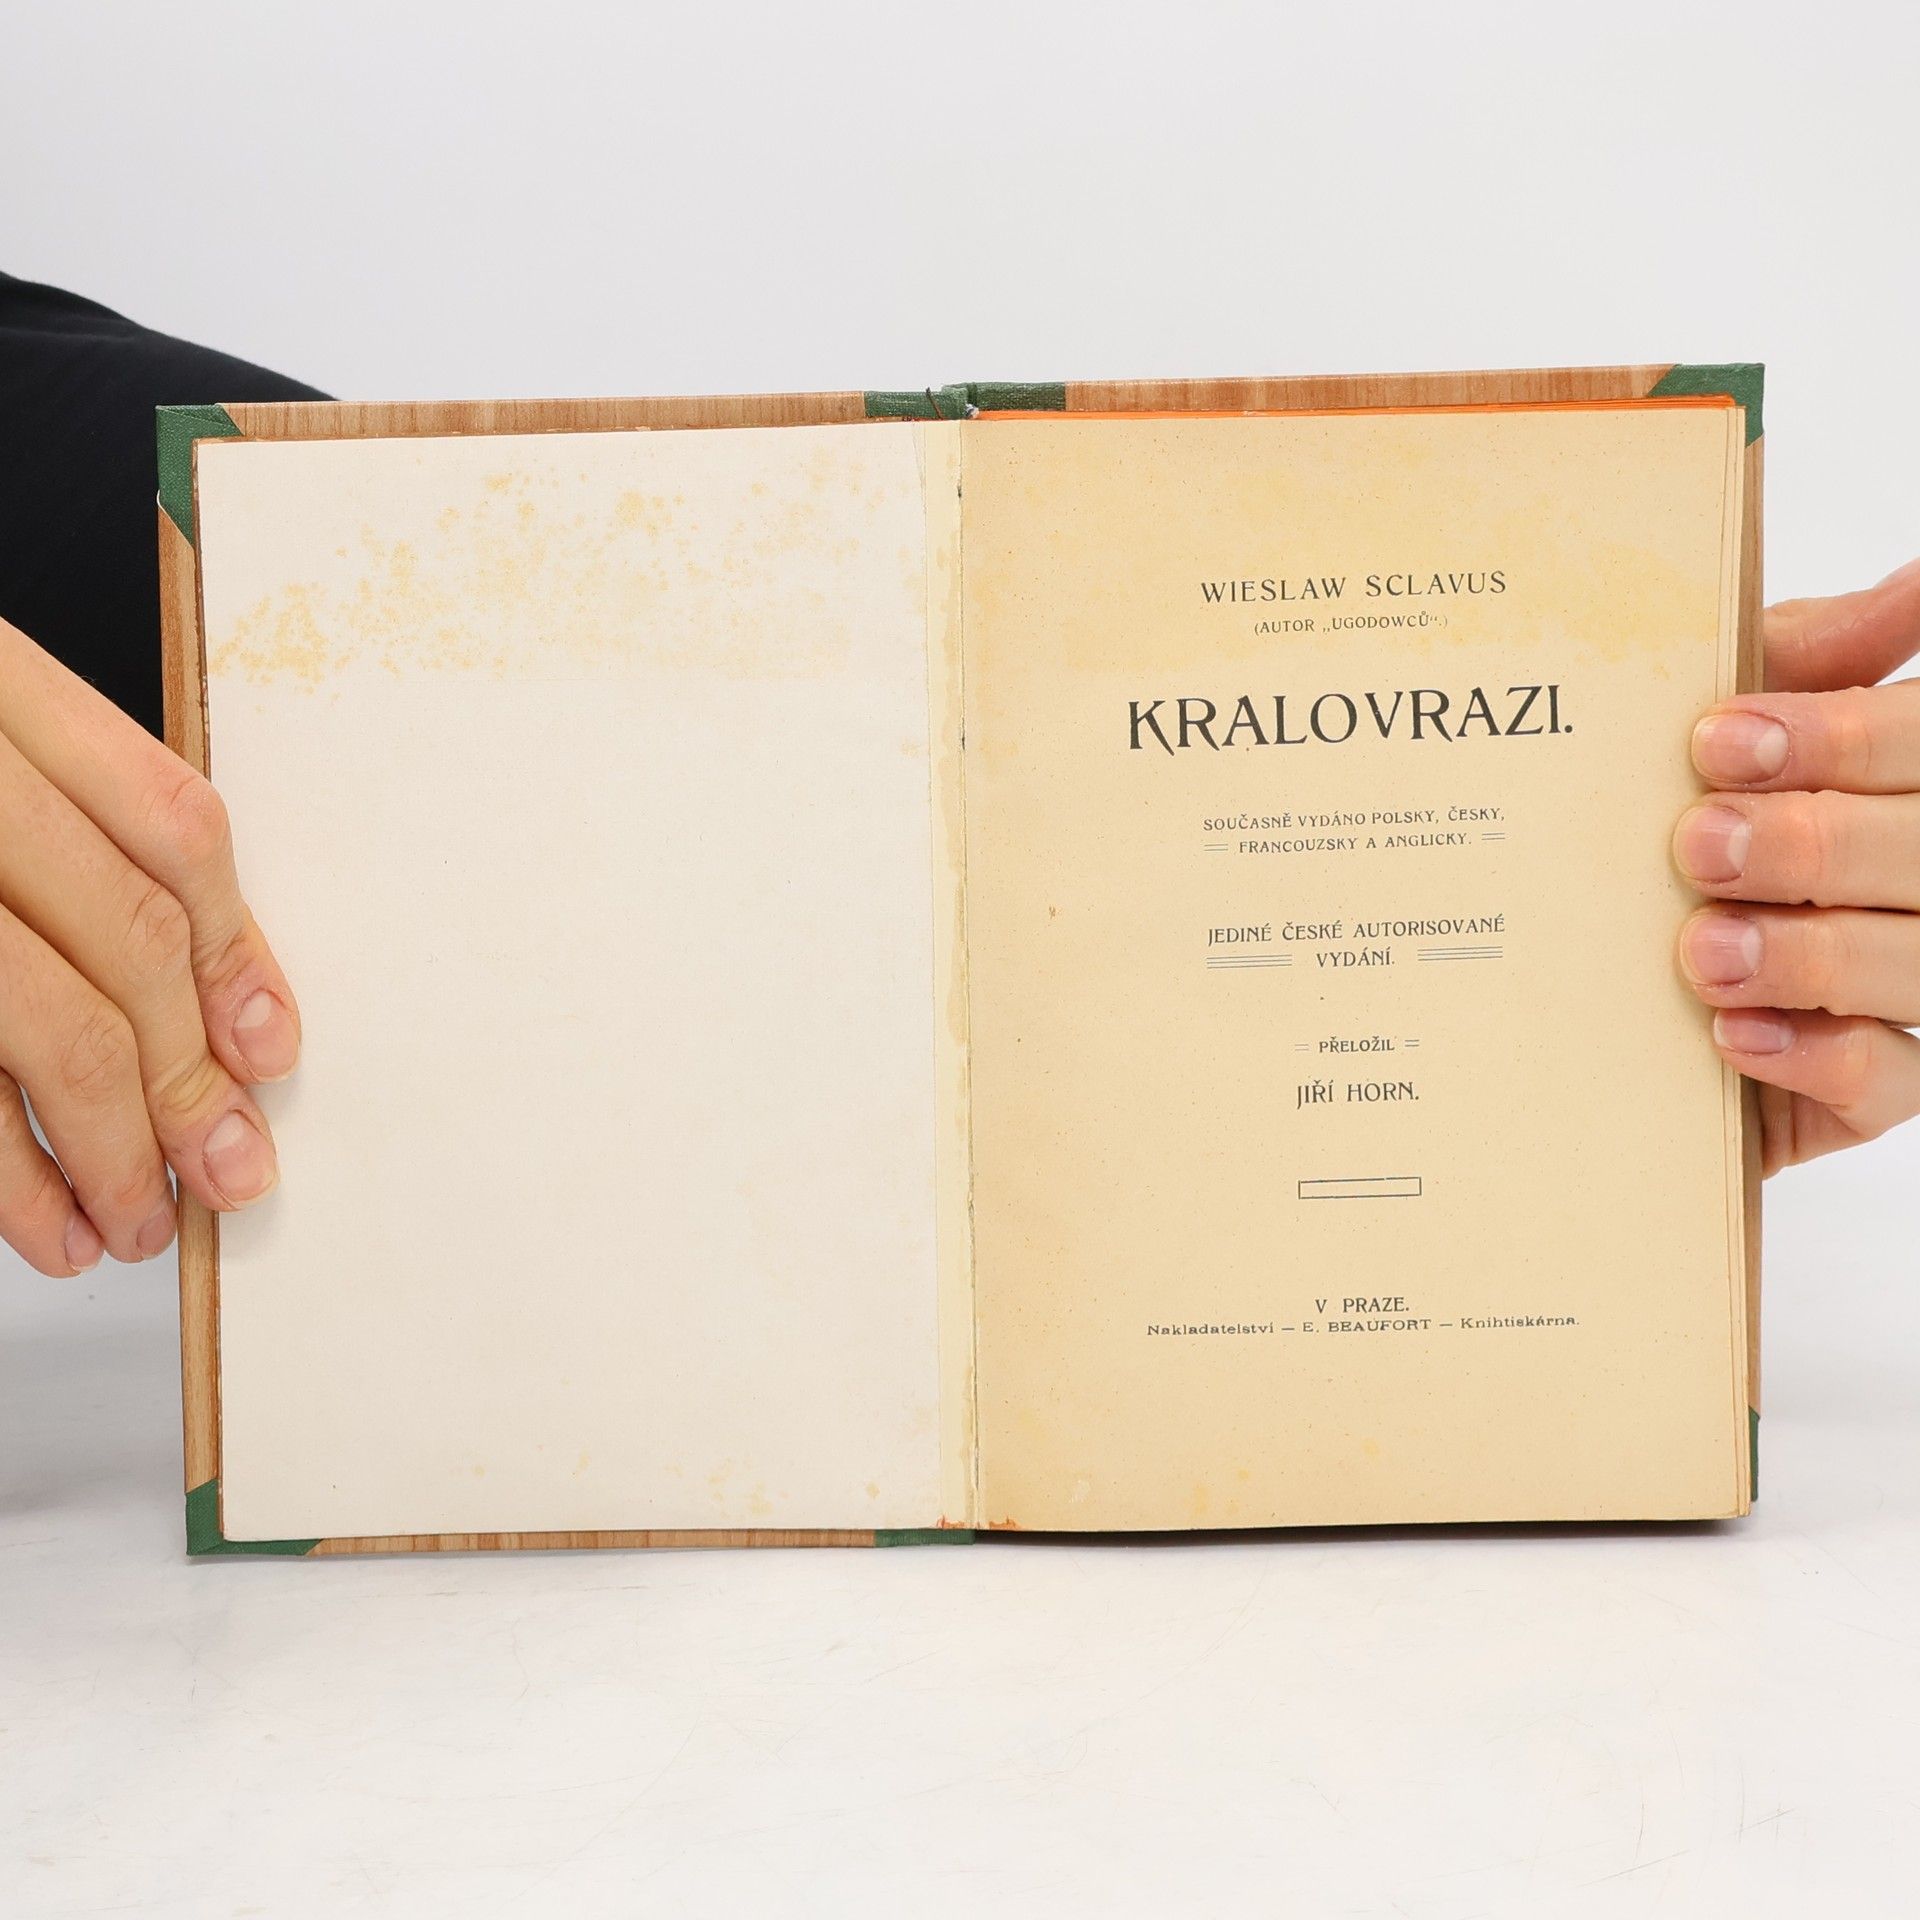 WIESLAW SCLAVUS
(AUTOR „UGODOWCŮ“.)
KRALOVRAZI.
SOUČASNĚ VYDÁNO POLSKY, ČESKY,
FRANCOUZSKY A ANGLICKY.
JEDINÉ ČESKÉ AUTORISOVANÉ
VYDÁNÍ.
PŘELOŽIL
JIŘÍ HORN.
V PRAZE.
Nakladatelství — E. BEAUFORT — Knihtiskárna.